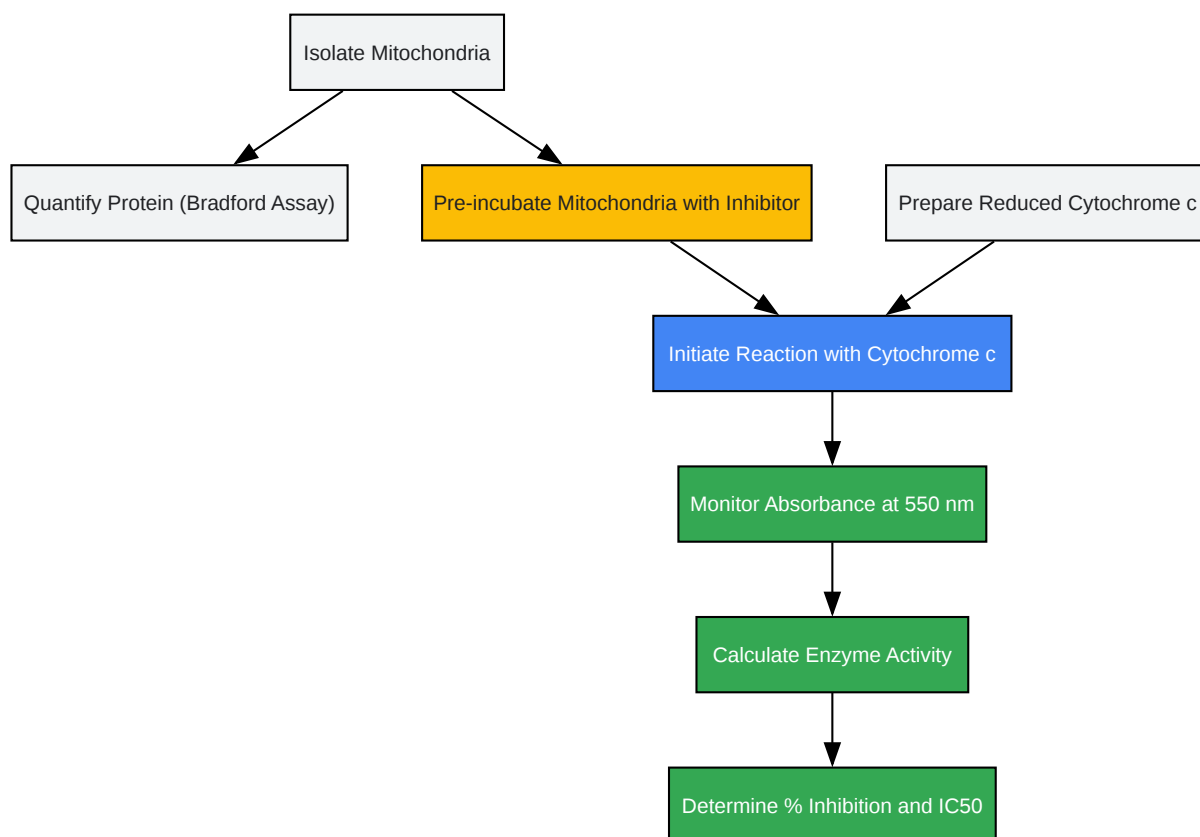 Isolate Mitochondria
Quantify Protein (Bradford Assay)
Pre-incubate Mitochondria with Inhibitor
Prepare Reduced Cytochrome c
Initiate Reaction with Cytochrome c
Monitor Absorbance at 550 nm
Calculate Enzyme Activity
Determine % Inhibition and IC50